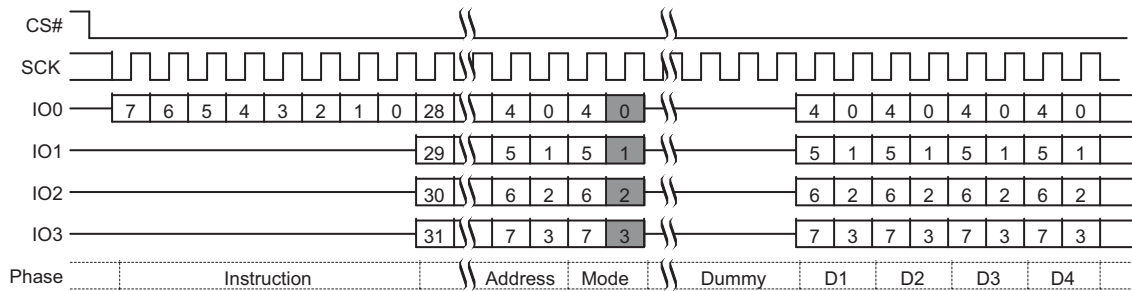 CS#
SCK
IO0 7 6 5 4 3 2 1 0 28 4 0 4 0 4 0 4 0 4 0 4 0
IO1 29 5 1 5 1 5 1 5 1 5 1 5 1
IO2 30 6 2 6 2 6 2 6 2 6 2 6 2
IO3 31 7 3 7 3 7 3 7 3 7 3 7 3
Phase Instruction Address Mode Dummy D1 D2 D3 D4